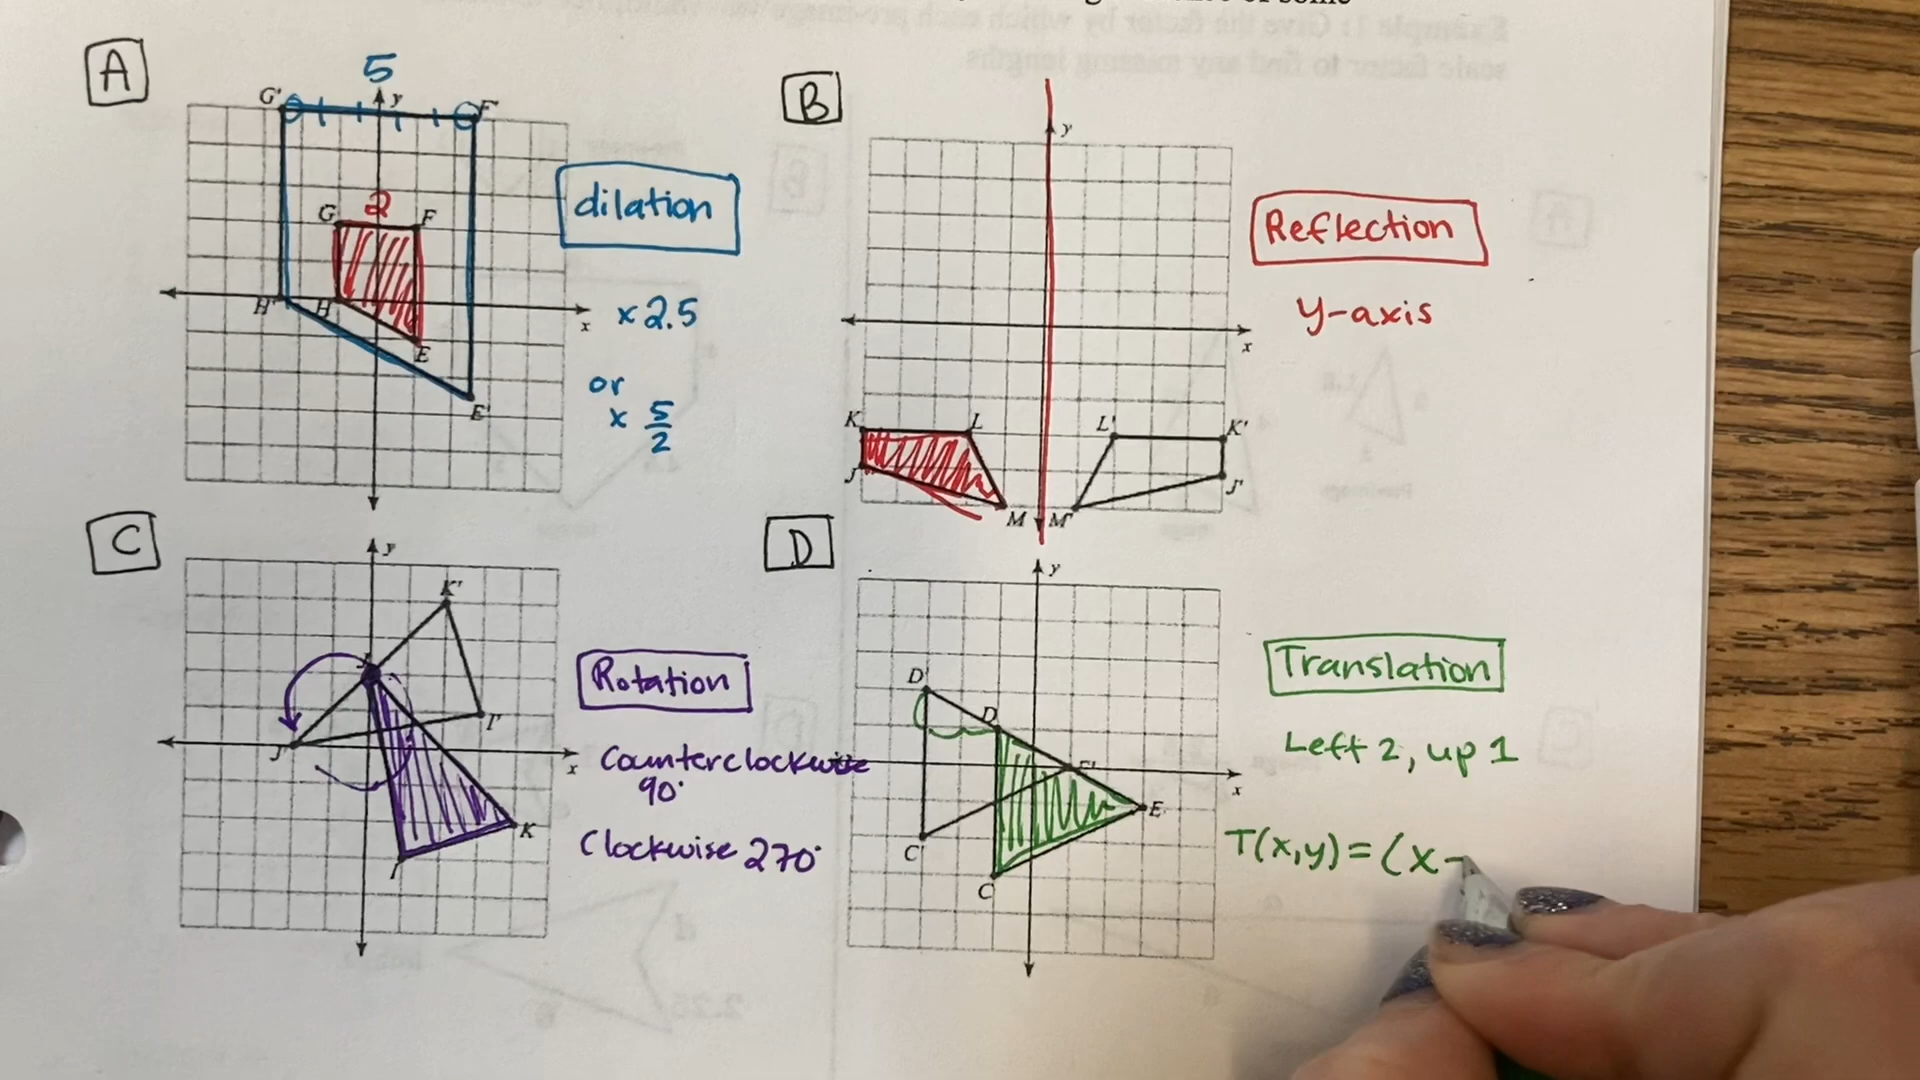 A
5
G' y F'
G 2 F
H' H x
E
E'
dilation
x 2.5
or
x 5/2
B
y
x
K L L' K'
J J'
M M'
Reflection
y-axis
C
y
K'
J' I'
x
K
I
Rotation
Counterclockwise
90°
Clockwise 270°
D
y
D'
D
E'
x
E
C'
C
Translation
Left 2, up 1
T(x,y) = (x-